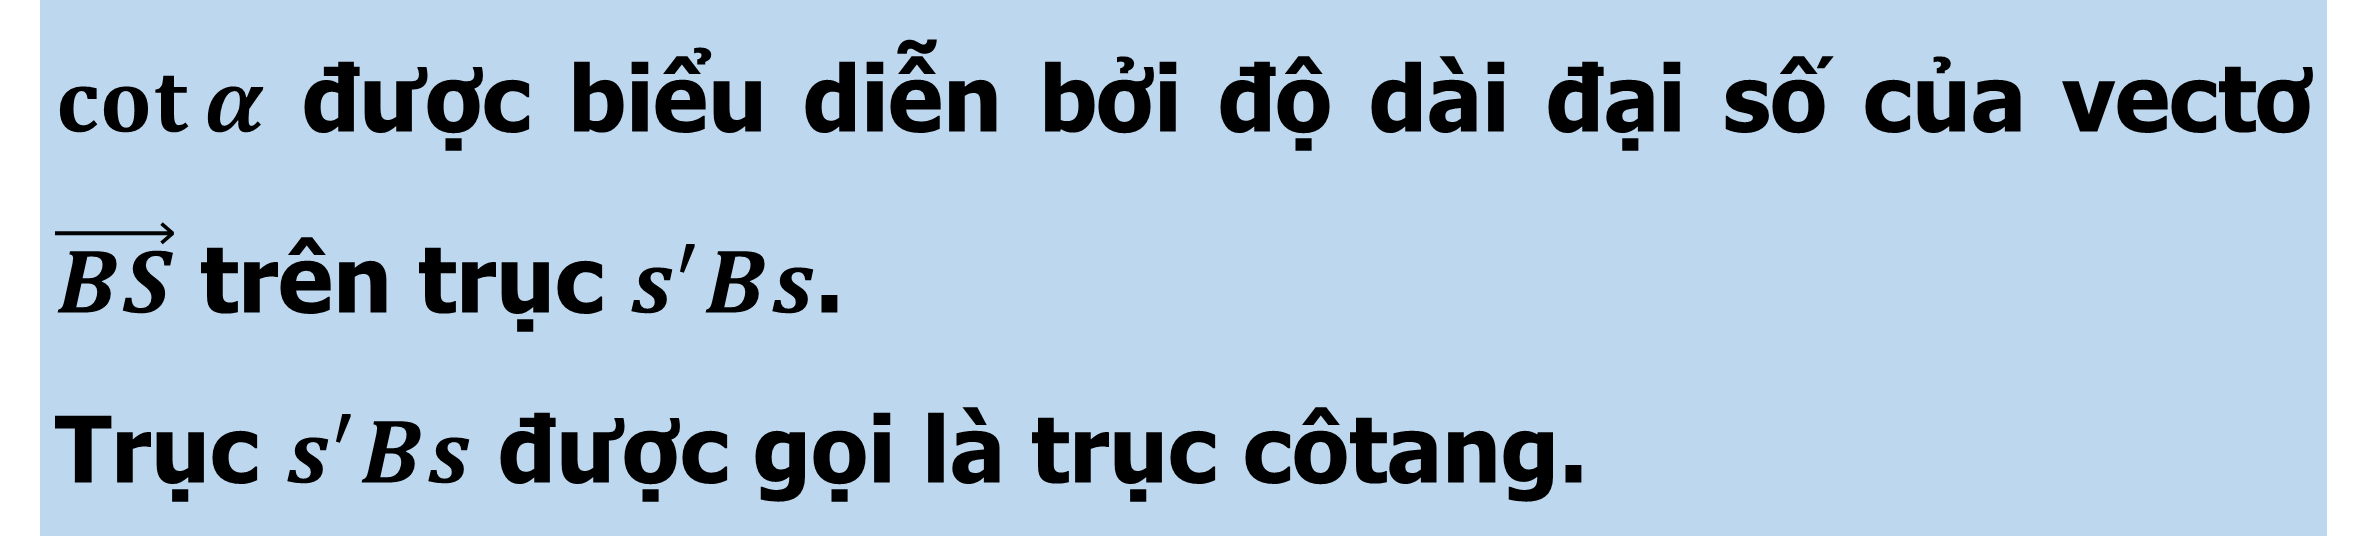 cot α được biểu diễn bởi độ dài đại số của vectơ
$\overrightarrow{BS}$ trên trục s′Bs.
Trục s′Bs được gọi là trục côtang.